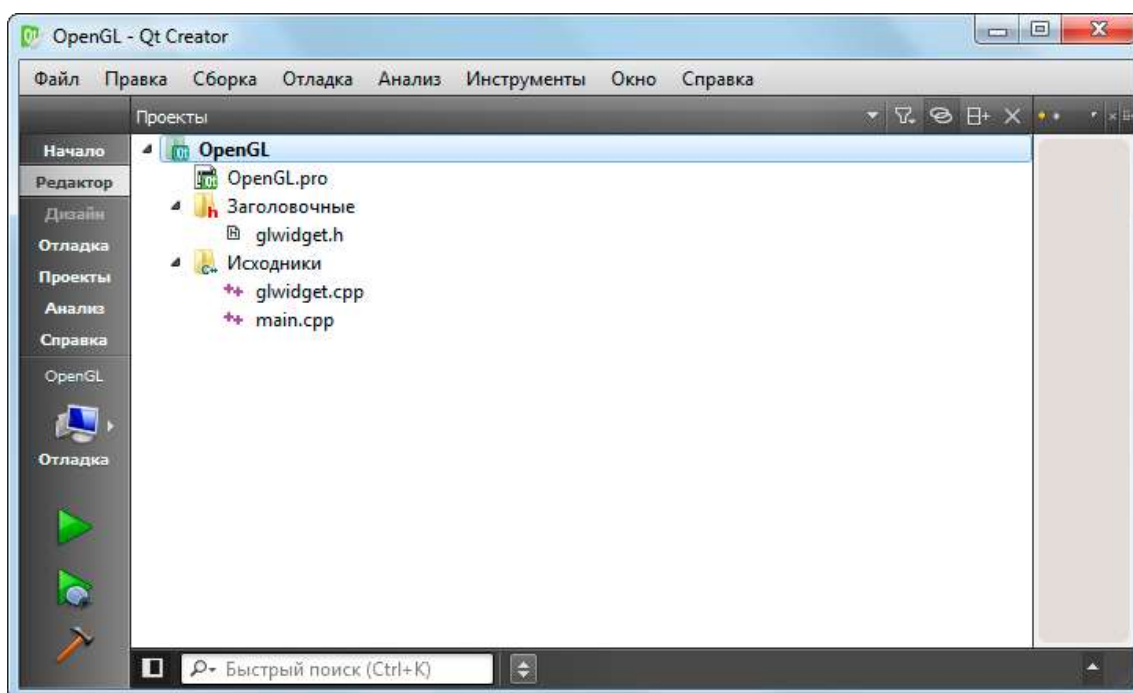 OpenGL - Qt Creator
Файл Правка Сборка Отладка Анализ Инструменты Окно Справка
Проекты
Начало
Редактор
Дизайн
Отладка
Проекты
Анализ
Справка
OpenGL
Отладка
OpenGL
OpenGL.pro
Заголовочные
glwidget.h
Исходники
glwidget.cpp
main.cpp
Быстрый поиск (Ctrl+K)